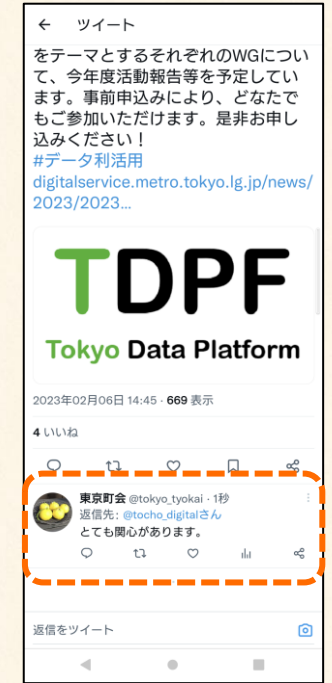 ツイート
をテーマとするそれぞれのWGについ
て、今年度活動報告等を予定してい
ます。事前申込みにより、どなたで
もご参加いただけます。是非お申し
込みください！
#データ利活用
digitalservice.metro.tokyo.lg.jp/news/
2023/2023...
TDPF
Tokyo Data Platform
2023年02月06日 14:45 · 669 表示
4 いいね
東京町会 @tokyo_tyokai · 1秒
返信先: @tocho_digitalさん
とても関心があります。
返信をツイート